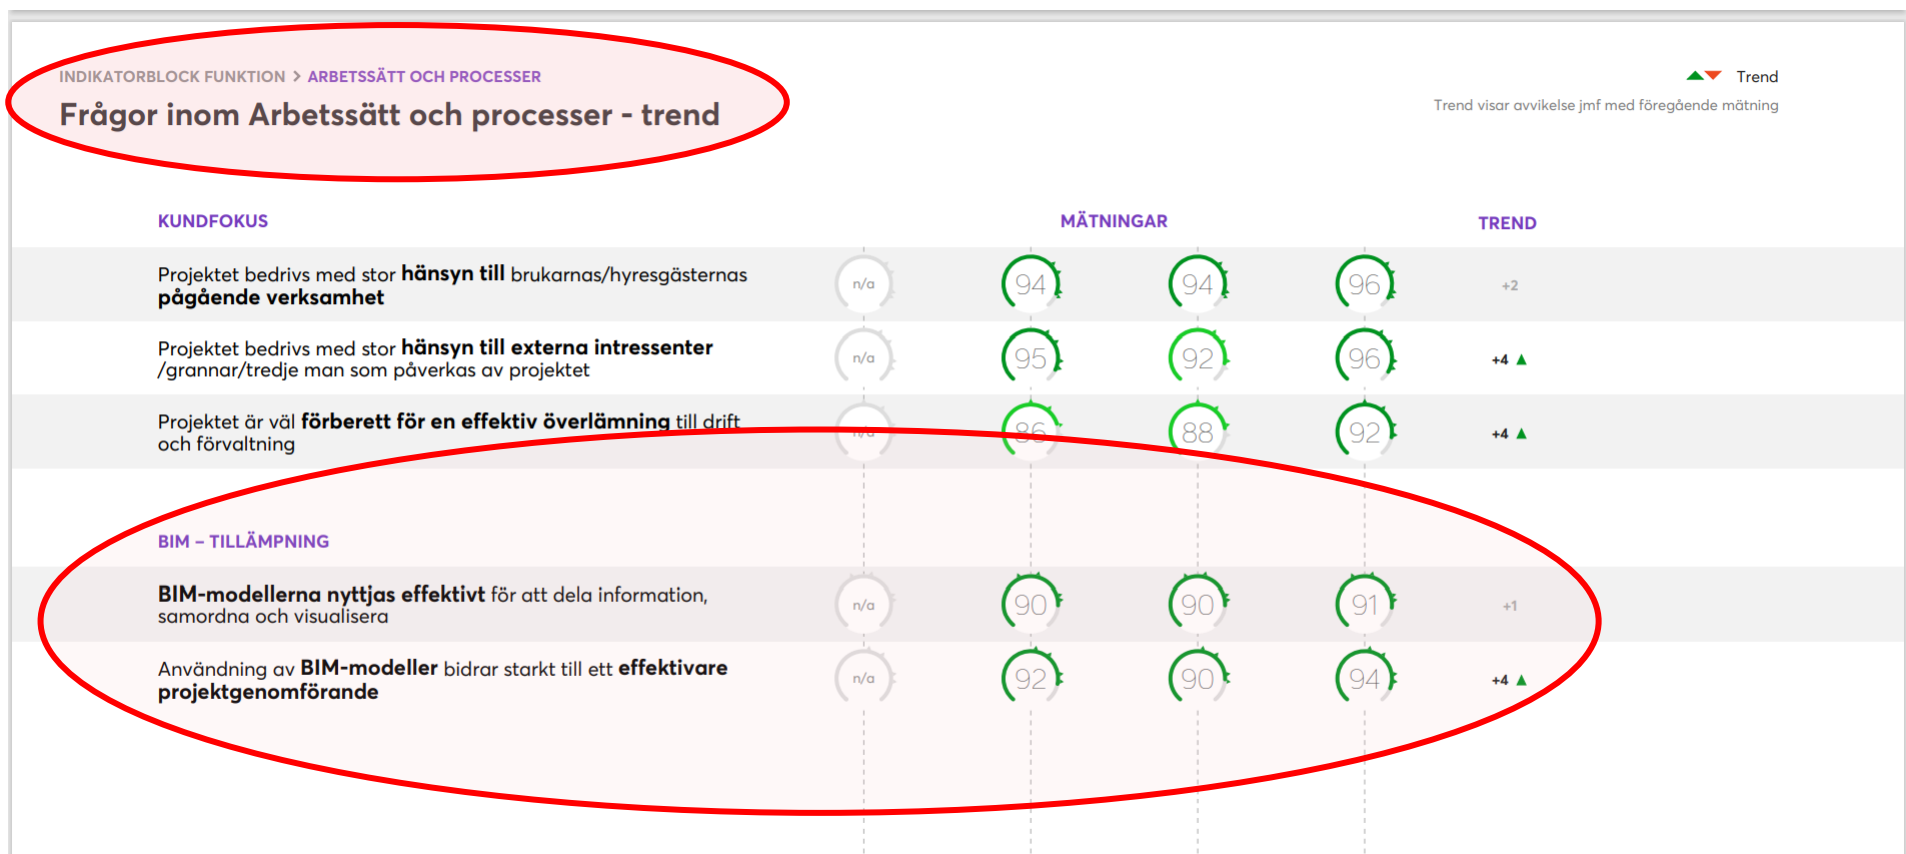 INDIKATORBLOCK FUNKTION > ARBETSSÄTT OCH PROCESSER
Frågor inom Arbetssätt och processer - trend
Trend
Trend visar avvikelse jmf med föregående mätning
KUNDFOKUS MÄTNINGAR TREND
Projektet bedrivs med stor hänsyn till brukarnas/hyresgästernas
pågående verksamhet
n/a 94 94 96 +2
Projektet bedrivs med stor hänsyn till externa intressenter
/grannar/tredje man som påverkas av projektet
n/a 95 92 96 +4
Projektet är väl förberett för en effektiv överlämning till drift
och förvaltning
n/a 86 88 92 +4
BIM – TILLÄMPNING
BIM-modellerna nyttjas effektivt för att dela information,
samordna och visualisera
n/a 90 90 91 +1
Användning av BIM-modeller bidrar starkt till ett effektivare
projektgenomförande
n/a 92 90 94 +4